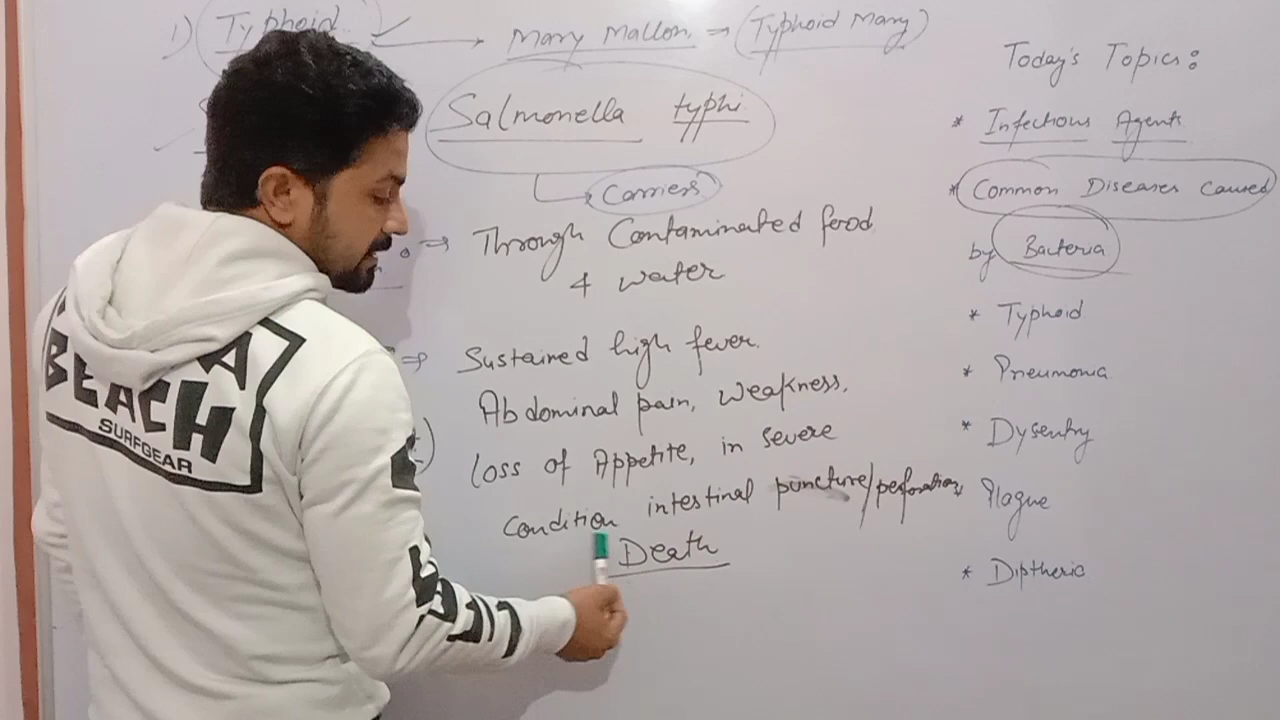 1) Typhoid → Mary Mallon → (Typhoid Mary)
Salmonella typhi
Carriers
⇒ Through Contaminated food
& water
⇒ Sustained high fever.
Abdominal pain, weakness,
loss of Appetite, in severe
Condition intestinal puncture/perforation
Death
Today's Topics:
* Infectious Agents
* Common Diseases Caused
by Bacteria
* Typhoid
* Pneumonia
* Dysentry
Plague
* Diptheria
BEACH
SURFGEAR